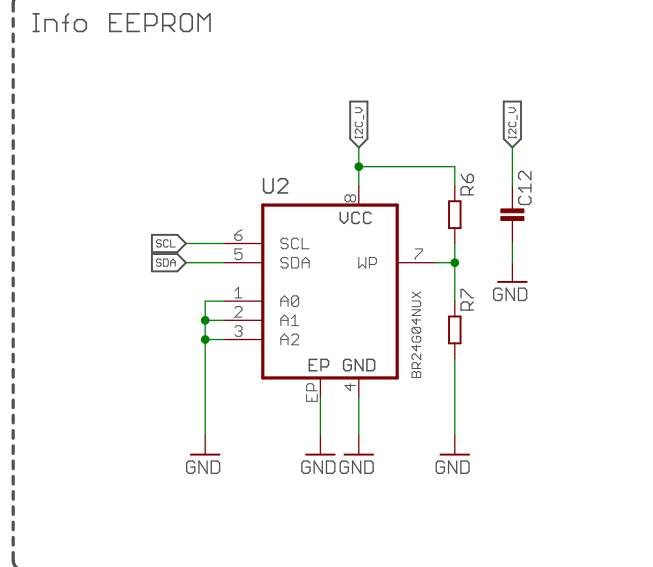 Info EEPROM
I2C_V
I2C_V
U2
8
VCC
R6
C12
SCL
6
SCL
SDA
5
SDA
WP
7
GND
1
A0
2
A1
3
A2
R7
BR24G04NUX
EP
GND
EP
4
GND
GND
GND
GND